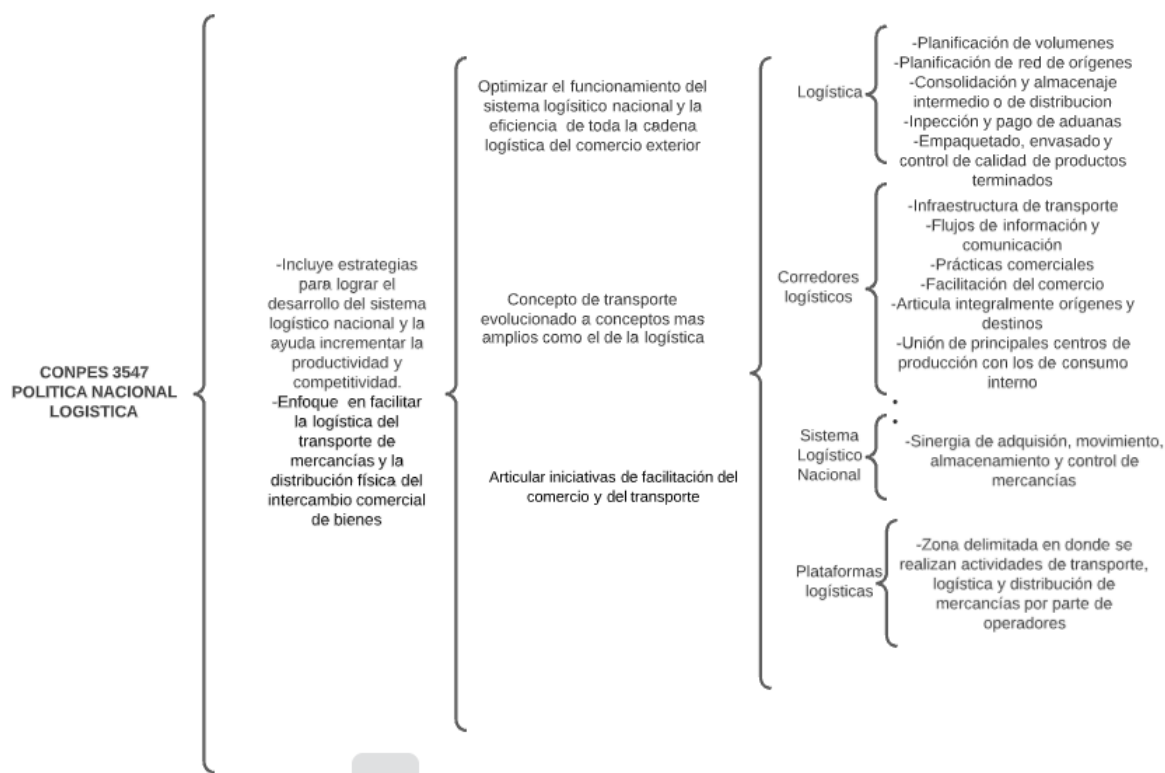 CONPES 3547
POLITICA NACIONAL
LOGISTICA
-Incluye estrategias
para lograr el
desarrollo del sistema
logístico nacional y la
ayuda incrementar la
productividad y
competitividad.
-Enfoque en facilitar
la logística del
transporte de
mercancías y la
distribución física del
intercambio comercial
de bienes
Optimizar el funcionamiento del
sistema logísitico nacional y la
eficiencia de toda la cadena
logística del comercio exterior
Concepto de transporte
evolucionado a conceptos mas
amplios como el de la logística
Articular iniciativas de facilitación del
comercio y del transporte
Logística
-Planificación de volumenes
-Planificación de red de orígenes
-Consolidación y almacenaje
intermedio o de distribucion
-Inpección y pago de aduanas
-Empaquetado, envasado y
control de calidad de productos
terminados
Corredores
logísticos
-Infraestructura de transporte
-Flujos de información y
comunicación
-Prácticas comerciales
-Facilitación del comercio
-Articula integralmente orígenes y
destinos
-Unión de principales centros de
producción con los de consumo
interno
Sistema
Logístico
Nacional
-Sinergia de adquisión, movimiento,
almacenamiento y control de
mercancías
Plataformas
logísticas
-Zona delimitada en donde se
realizan actividades de transporte,
logística y distribución de
mercancías por parte de
operadores